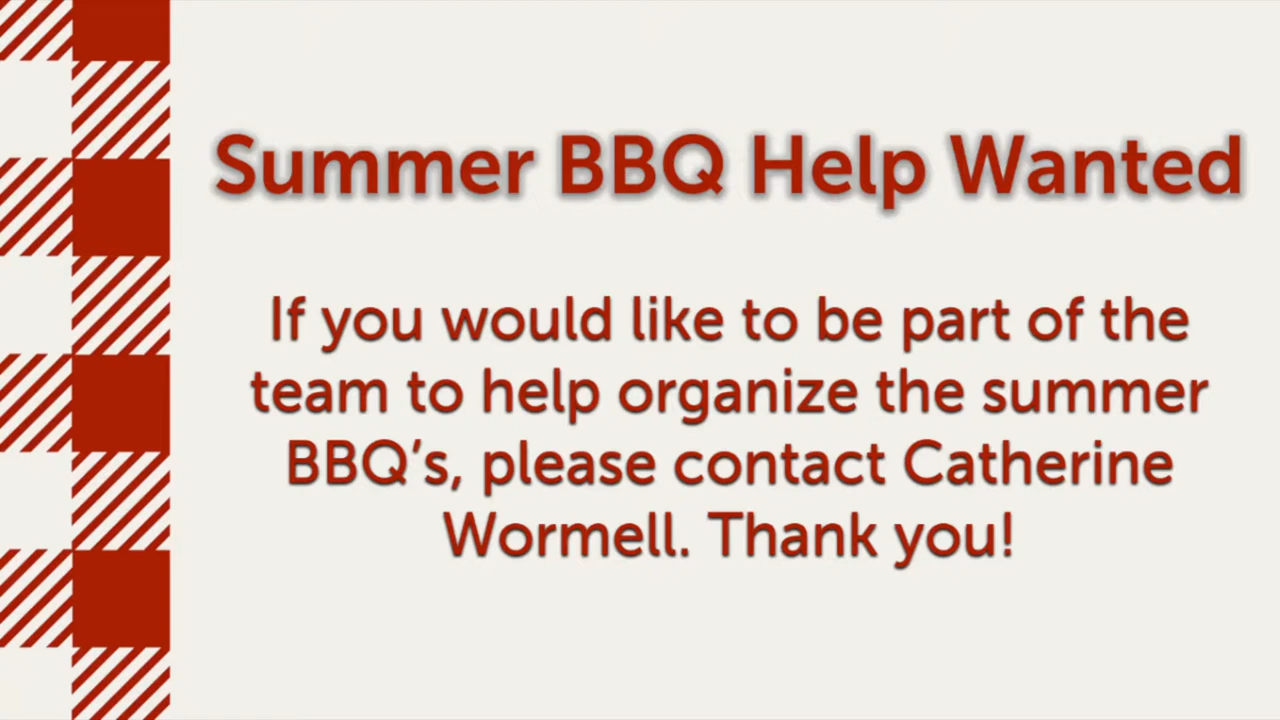 Summer BBQ Help Wanted
If you would like to be part of the
team to help organize the summer
BBQ’s, please contact Catherine
Wormell. Thank you!